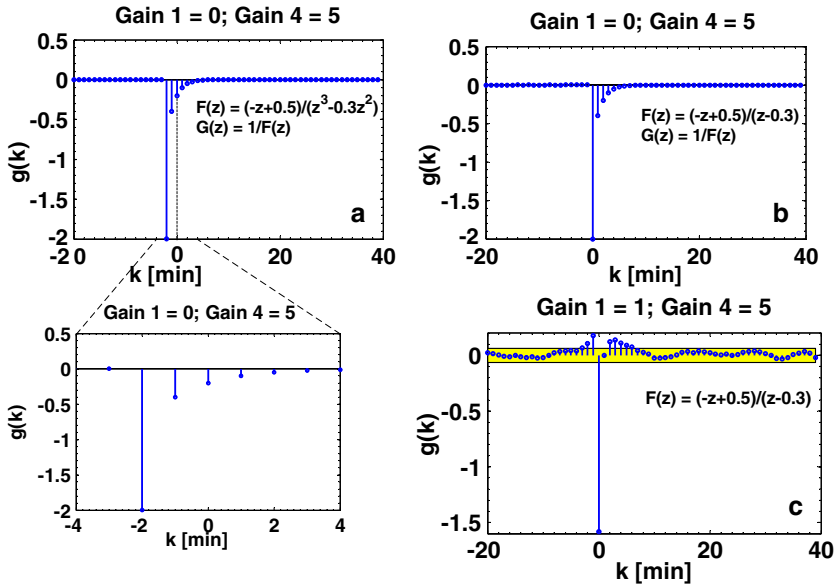 Gain 1 = 0; Gain 4 = 5
0.5
0
-0.5
-1
-1.5
-2
g(k)
F(z) = (-z+0.5)/(z^3-0.3z^2)
G(z) = 1/F(z)
a
-20 0 20 40
k [min]
Gain 1 = 0; Gain 4 = 5
0.5
0
-0.5
-1
-1.5
-2
g(k)
F(z) = (-z+0.5)/(z-0.3)
G(z) = 1/F(z)
b
-20 0 20 40
k [min]
Gain 1 = 0; Gain 4 = 5
0.5
0
-0.5
-1
-1.5
-2
g(k)
-4 -2 0 2 4
k [min]
Gain 1 = 1; Gain 4 = 5
0
-0.5
-1
-1.5
g(k)
F(z) = (-z+0.5)/(z-0.3)
c
-20 0 20 40
k [min]